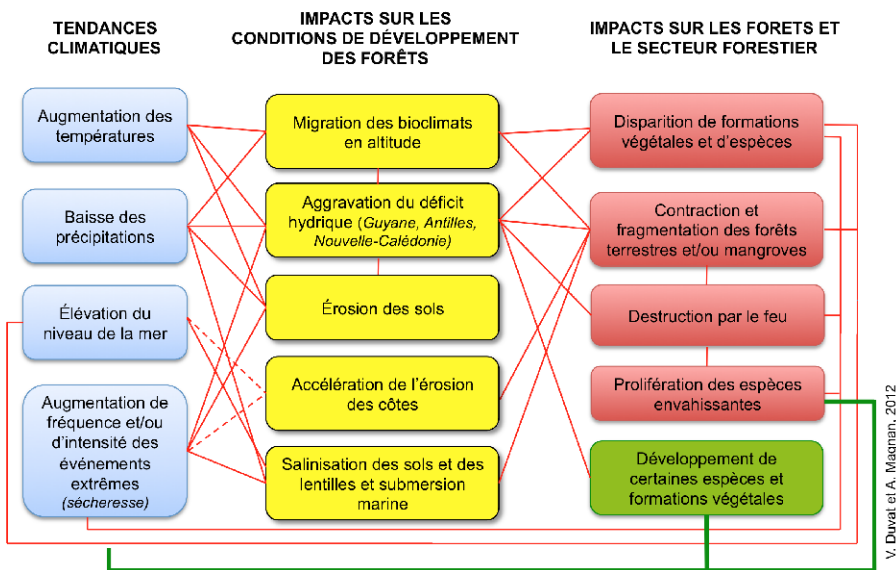 TENDANCES
CLIMATIQUES
IMPACTS SUR LES
CONDITIONS DE DÉVELOPPEMENT
DES FORÊTS
IMPACTS SUR LES FORETS ET
LE SECTEUR FORESTIER
Augmentation des
températures
Baisse des
précipitations
Élévation du
niveau de la mer
Augmentation de
fréquence et/ou
d'intensité des
événements
extrêmes
(sécheresse)
Migration des bioclimats
en altitude
Aggravation du déficit
hydrique (Guyane, Antilles,
Nouvelle-Calédonie)
Érosion des sols
Accélération de l'érosion
des côtes
Salinisation des sols et des
lentilles et submersion
marine
Disparition de formations
végétales et d'espèces
Contraction et
fragmentation des forêts
terrestres et/ou mangroves
Destruction par le feu
Prolifération des espèces
envahissantes
Développement de
certaines espèces et
formations végétales
V. Duvat et A. Magnan, 2012